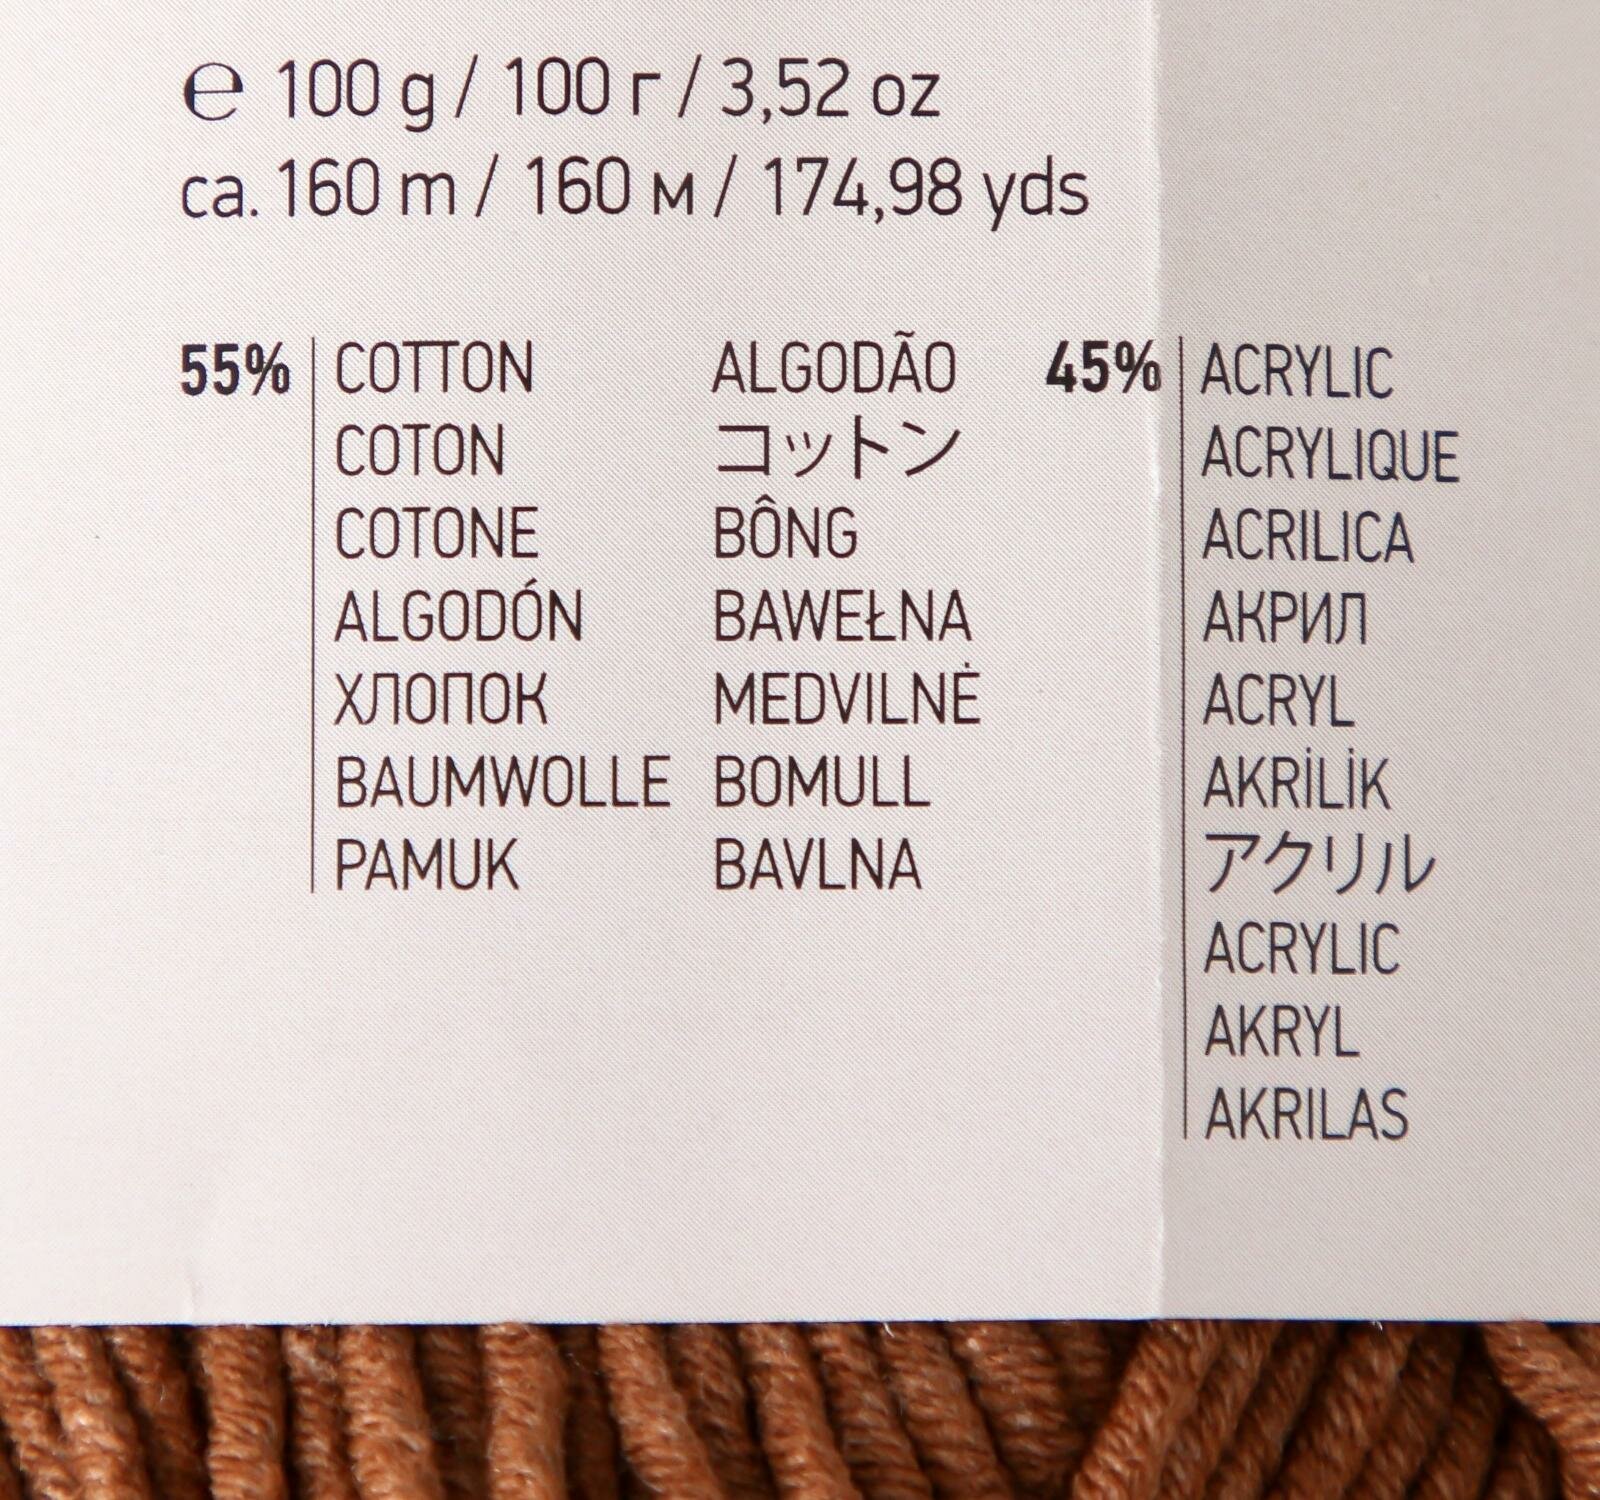 ℮ 100 g / 100 г / 3,52 oz
ca. 160 m / 160 м / 174,98 yds
55%
COTTON
COTON
COTONE
ALGODÓN
ХЛОПОК
BAUMWOLLE
PAMUK
ALGODÃO
コットン
BÔNG
BAWEŁNA
MEDVILNĖ
BOMULL
BAVLNA
45%
ACRYLIC
ACRYLIQUE
ACRILICA
АКРИЛ
ACRYL
AKRİLİK
アクリル
ACRYLIC
AKRYL
AKRILAS